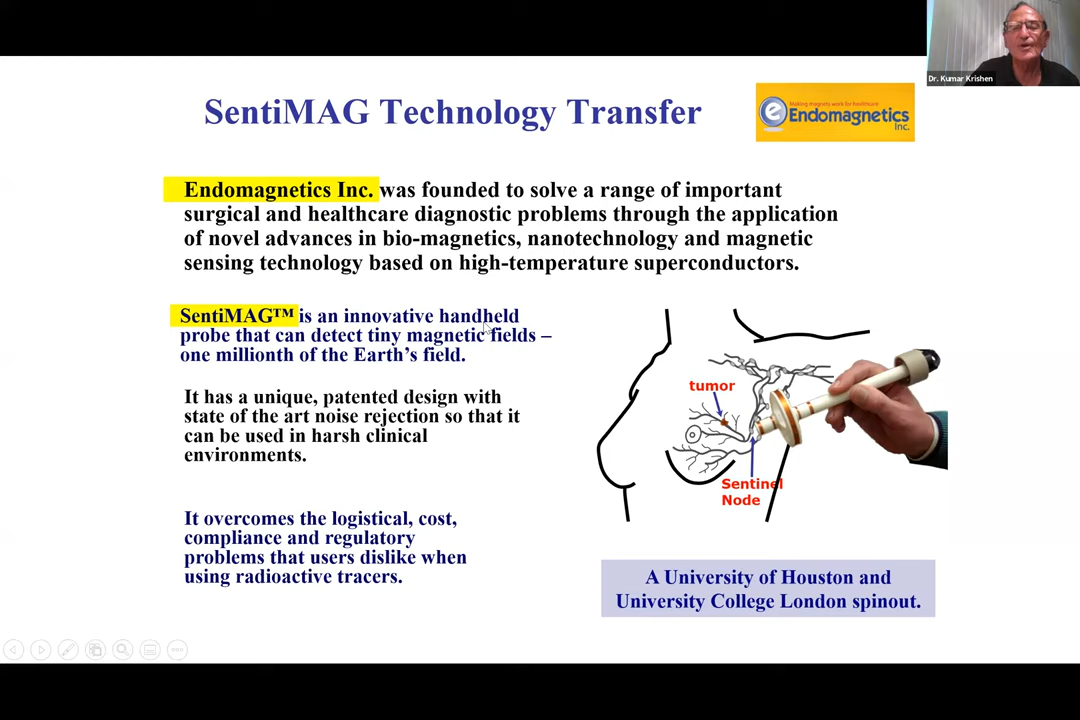 Dr. Kumar Krishen
SentiMAG Technology Transfer
Making magnets work for healthcare
e Endomagnetics
Inc.
Endomagnetics Inc. was founded to solve a range of important
surgical and healthcare diagnostic problems through the application
of novel advances in bio-magnetics, nanotechnology and magnetic
sensing technology based on high-temperature superconductors.
SentiMAG™ is an innovative handheld
probe that can detect tiny magnetic fields –
one millionth of the Earth's field.
It has a unique, patented design with
state of the art noise rejection so that it
can be used in harsh clinical
environments.
It overcomes the logistical, cost,
compliance and regulatory
problems that users dislike when
using radioactive tracers.
tumor
Sentinel
Node
A University of Houston and
University College London spinout.